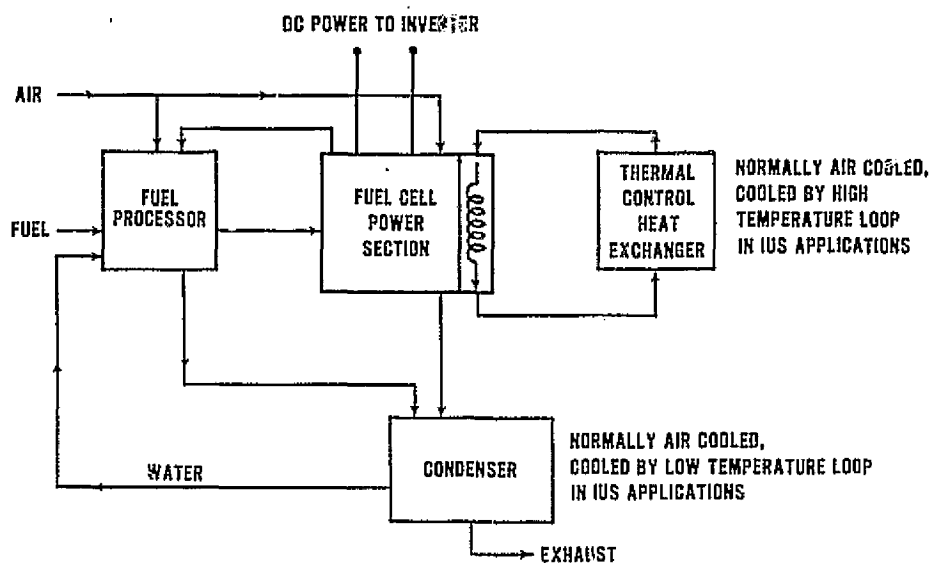 DC POWER TO INVERTER
AIR
FUEL
PROCESSOR
FUEL CELL
POWER
SECTION
THERMAL
CONTROL
HEAT
EXCHANGER
NORMALLY AIR COOLED,
COOLED BY HIGH
TEMPERATURE LOOP
IN IUS APPLICATIONS
FUEL
CONDENSER
NORMALLY AIR COOLED,
COOLED BY LOW TEMPERATURE LOOP
IN IUS APPLICATIONS
WATER
EXHAUST